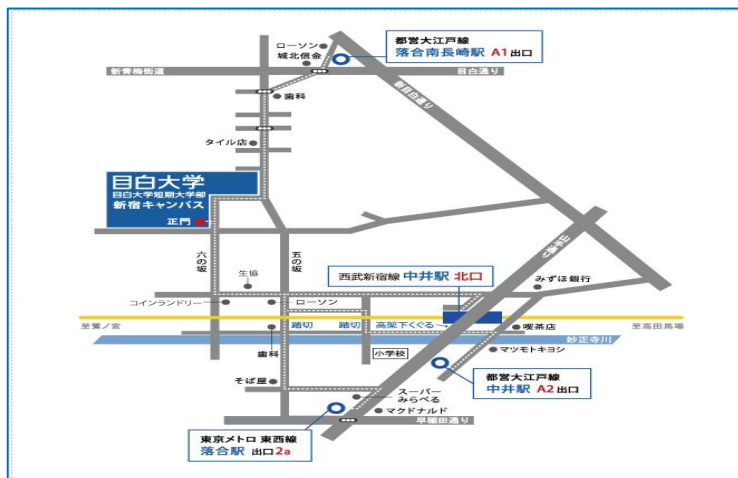 都営大江戸線
落合南長崎駅 A1出口
ローソン
城北信金
新青梅街道
目白通り
新目白通り
歯科
タイル店
目白大学
目白大学短期大学部
新宿キャンパス
正門
六の坂
五の坂
山手通り
西武新宿線 中井駅 北口
みずほ銀行
生協
コインランドリー
ローソン
至鷺ノ宮
踏切
踏切
高架下くぐる
喫茶店
至高田馬場
妙正寺川
歯科
小学校
マツモトキヨシ
都営大江戸線
中井駅 A2出口
そば屋
スーパー
みらべる
マクドナルド
早稲田通り
東京メトロ 東西線
落合駅 出口2a